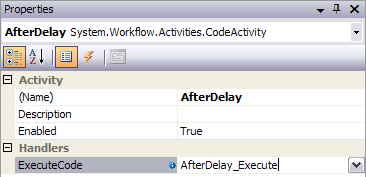 Properties
AfterDelay System.Workflow.Activities.CodeActivity
Activity
(Name) AfterDelay
Description
Enabled True
Handlers
ExecuteCode AfterDelay_Execute